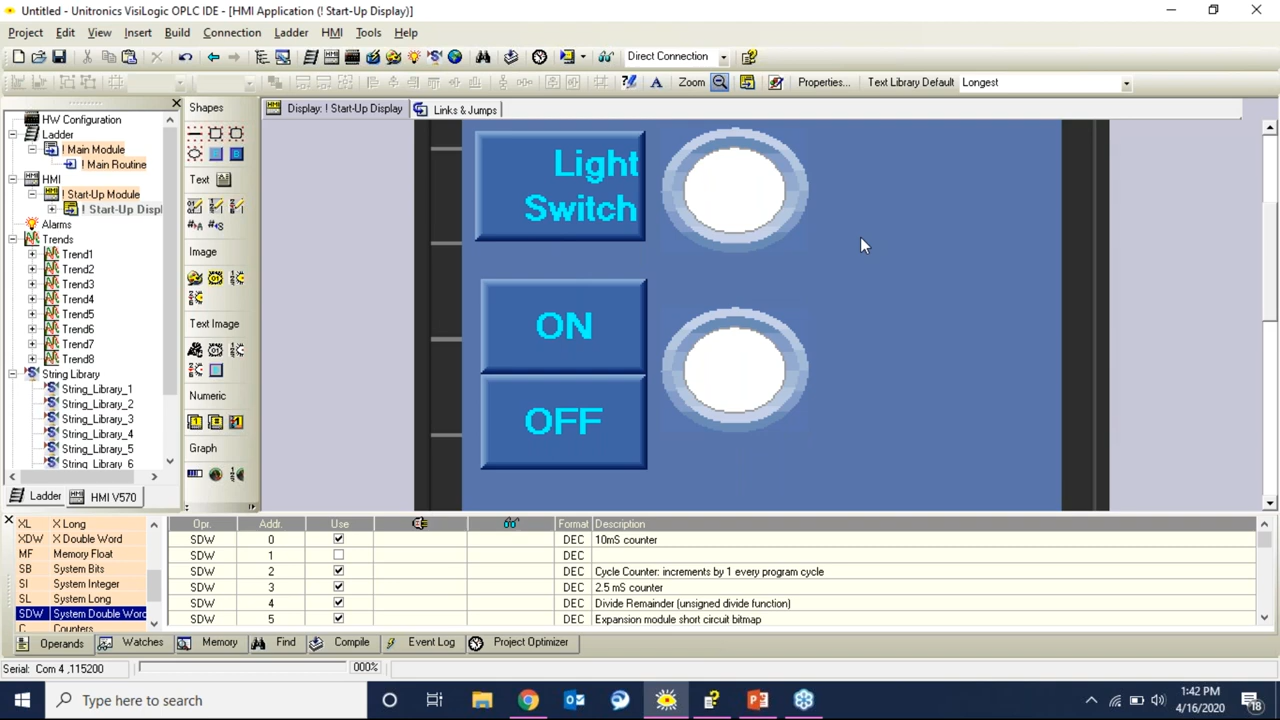 Untitled - Unitronics VisiLogic OPLC IDE - [HMI Application (! Start-Up Display)]
Project Edit View Insert Build Connection Ladder HMI Tools Help
Direct Connection
Zoom Properties... Text Library Default Longest
HW Configuration
Ladder
! Main Module
! Main Routine
HMI
! Start-Up Module
! Start-Up Displ
Alarms
Trends
Trend1
Trend2
Trend3
Trend4
Trend5
Trend6
Trend7
Trend8
String Library
String_Library_1
String_Library_2
String_Library_3
String_Library_4
String_Library_5
String_Library_6
Ladder HMI V570
Shapes
Text
Image
Text Image
Numeric
Graph
Display: ! Start-Up Display Links & Jumps
Light
Switch
ON
OFF
XL X Long
XDW X Double Word
MF Memory Float
SB System Bits
SI System Integer
SL System Long
SDW System Double Word
C Counters
Opr. Addr. Use Format Description
SDW 0 DEC 10mS counter
SDW 1 DEC
SDW 2 DEC Cycle Counter: increments by 1 every program cycle
SDW 3 DEC 2.5 mS counter
SDW 4 DEC Divide Remainder (unsigned divide function)
SDW 5 DEC Expansion module short circuit bitmap
Operands Watches Memory Find Compile Event Log Project Optimizer
Serial: Com 4 ,115200 000%
Type here to search
1:42 PM
4/16/2020
18